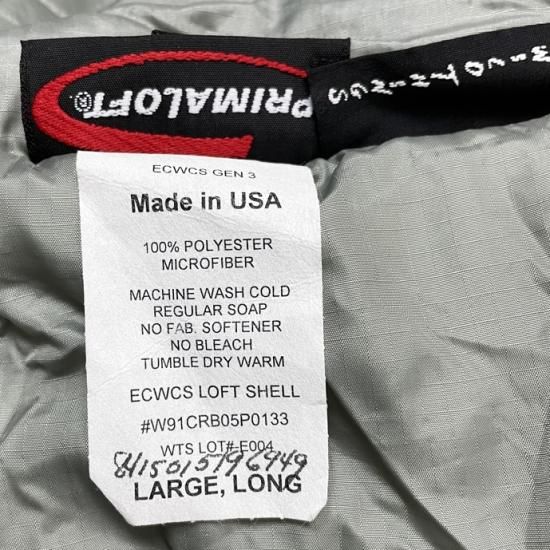 PRIMALOFT®
ECWCS GEN 3
Made in USA
100% POLYESTER
MICROFIBER
MACHINE WASH COLD
REGULAR SOAP
NO FAB. SOFTENER
NO BLEACH
TUMBLE DRY WARM
ECWCS LOFT SHELL
#W91CRB05P0133
WTS LOT#-E004
8415015796449
LARGE, LONG